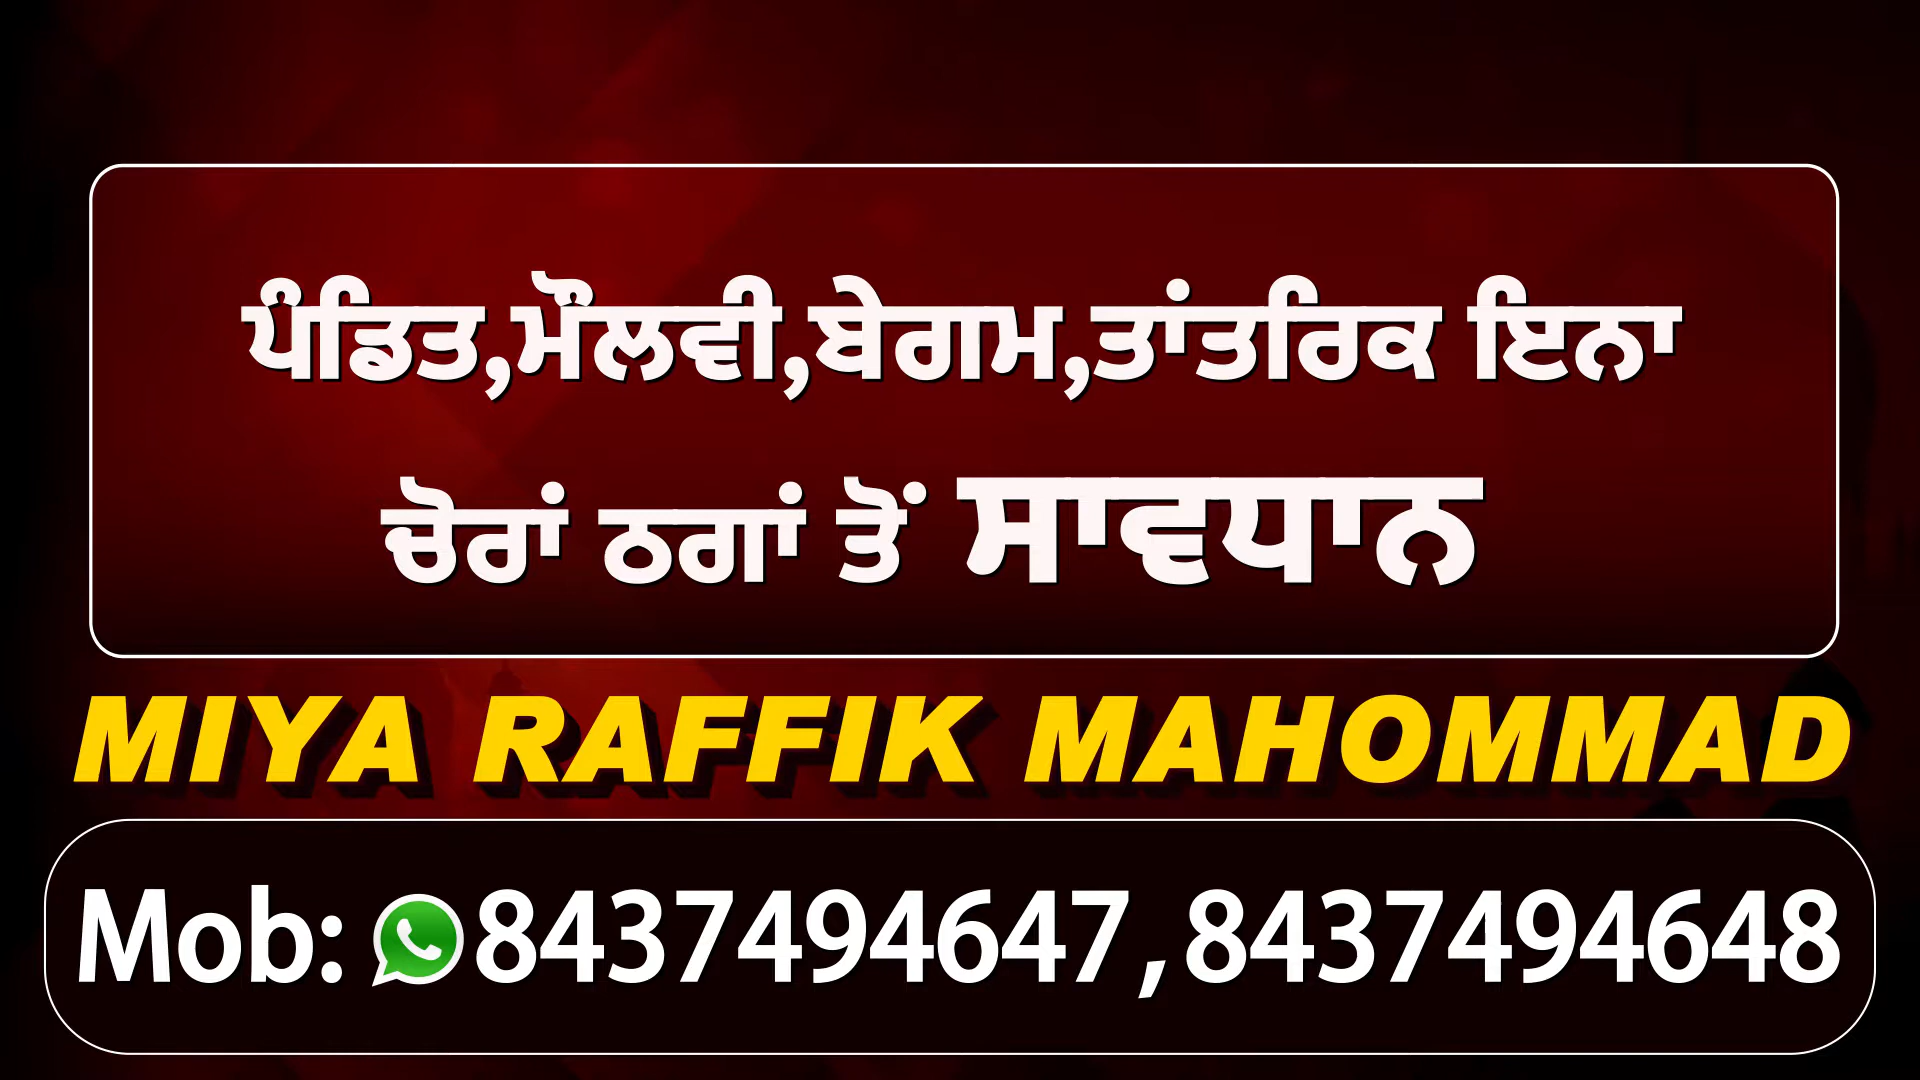 ਪੰਡਿਤ,ਮੌਲਵੀ,ਬੇਗਮ,ਤਾਂਤਰਿਕ ਇਨਾ
ਚੋਰਾਂ ਠਗਾਂ ਤੋਂ ਸਾਵਧਾਨ
MIYA RAFFIK MAHOMMAD
Mob: 8437494647, 8437494648